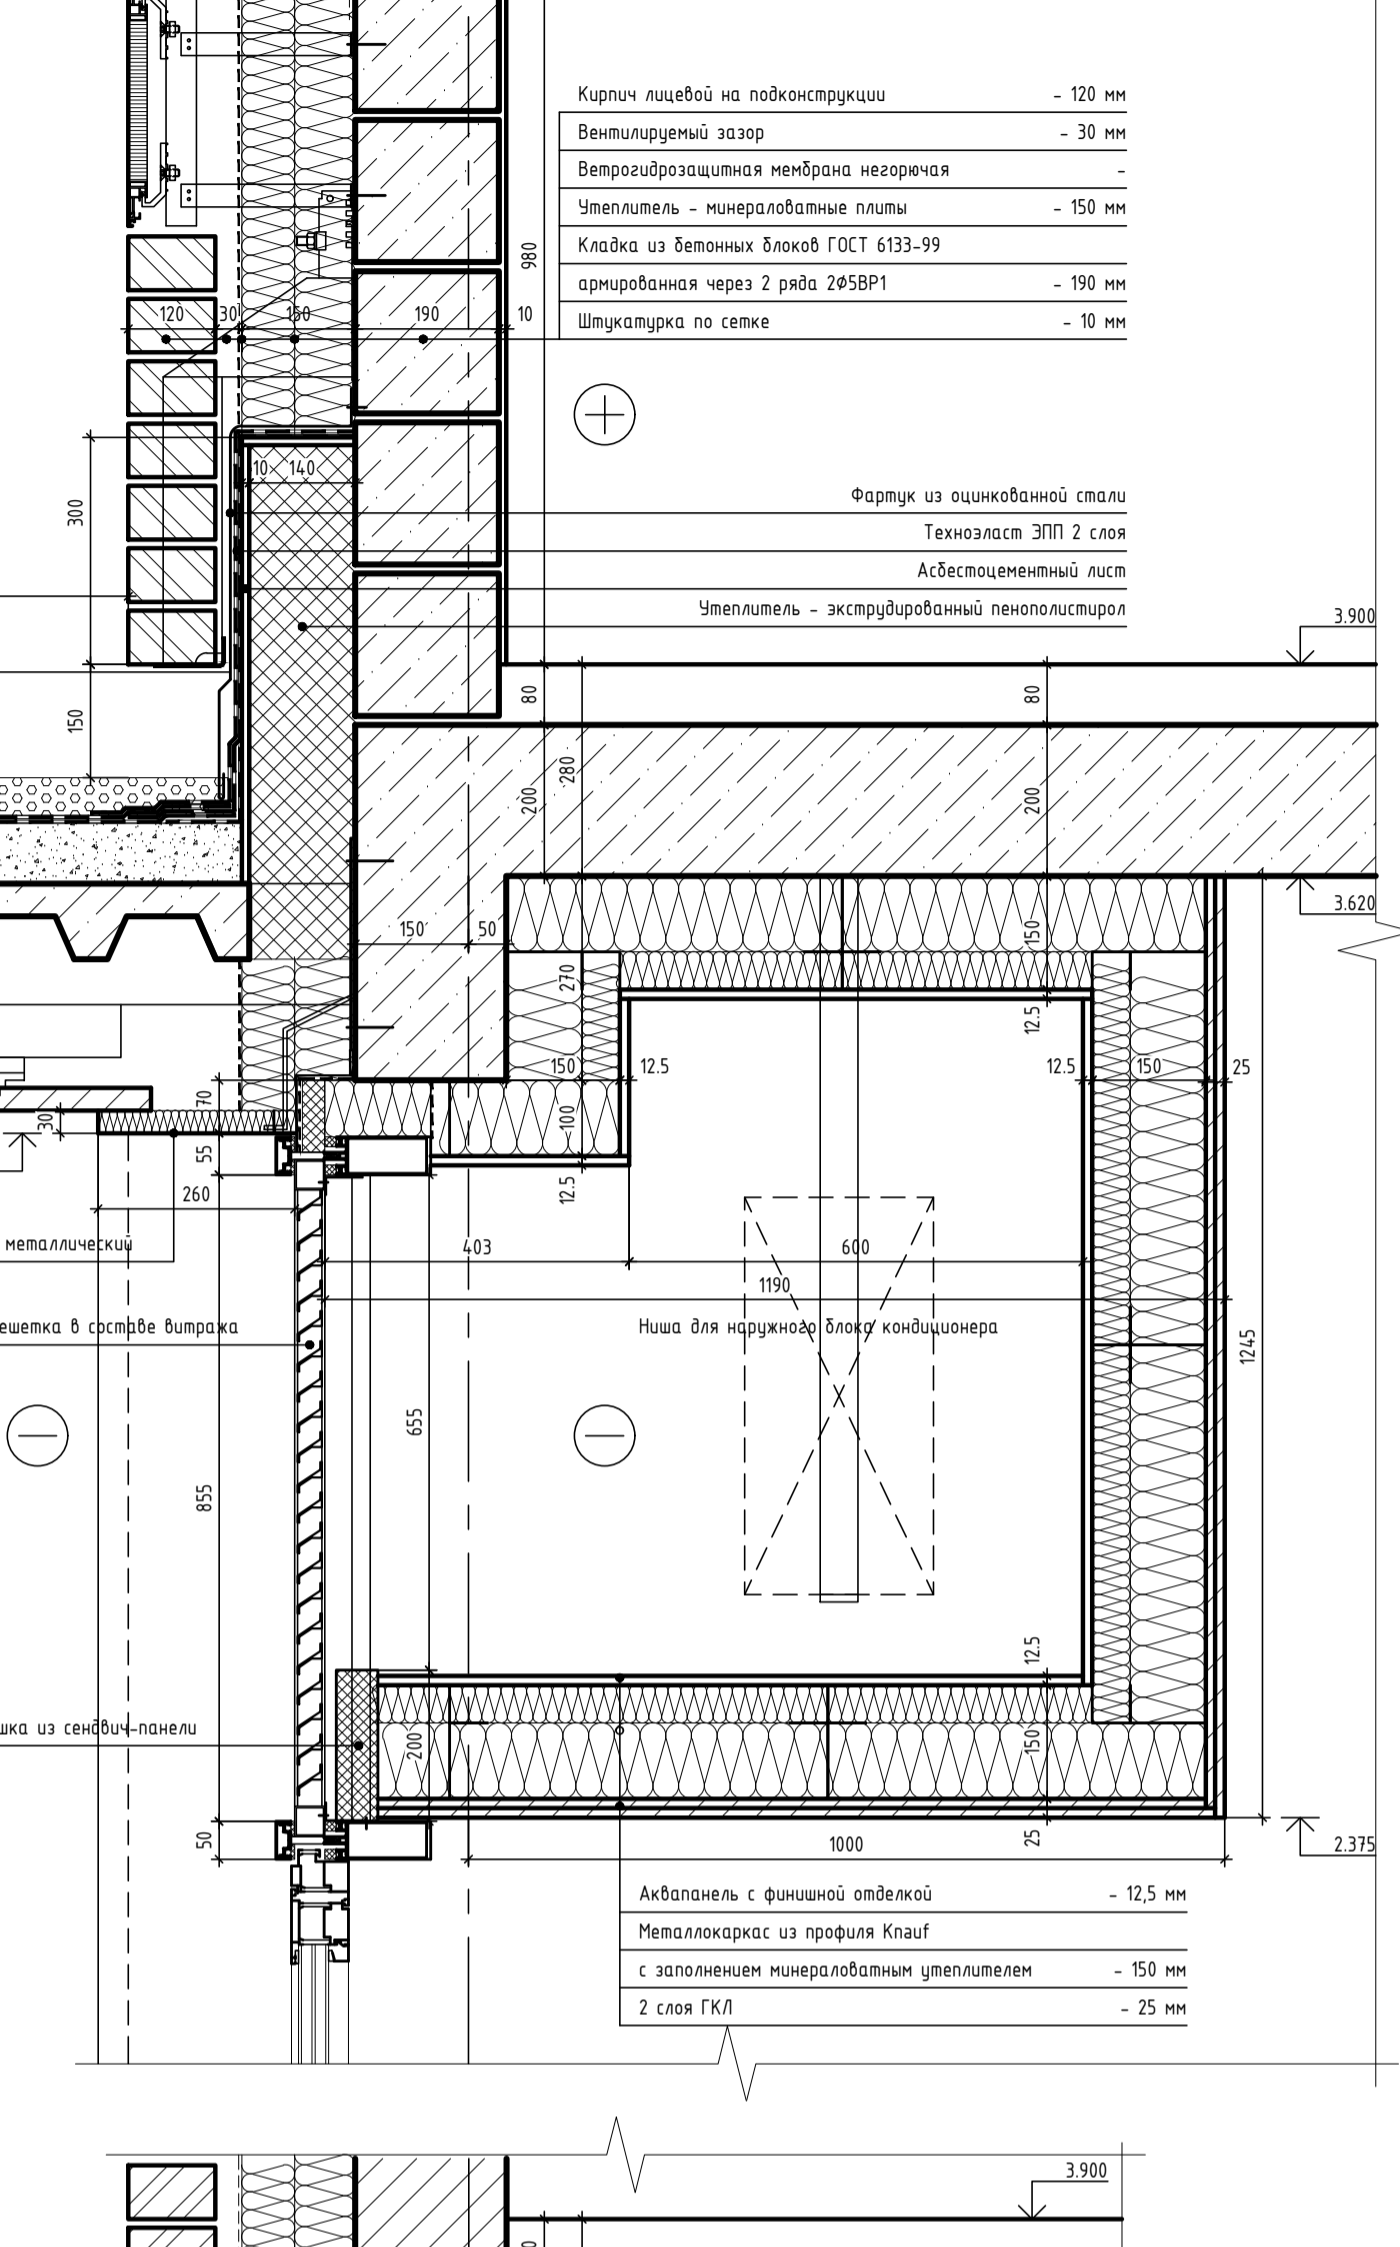 Кирпич лицевой на подконструкции - 120 мм
Вентилируемый зазор - 30 мм
Ветрогидрозащитная мембрана негорючая -
Утеплитель - минераловатные плиты - 150 мм
Кладка из бетонных блоков ГОСТ 6133-99
армированная через 2 ряда 2Ø5ВР1 - 190 мм
Штукатурка по сетке - 10 мм
980
120 30 150 190 10
10 140
300
Фартук из оцинкованной стали
Техноэласт ЭПП 2 слоя
Асбестоцементный лист
Утеплитель - экструдированный пенополистирол
3.900
150
80 80
280
200 200
3.620
150 50
150
270
12.5
150 12.5 12.5 150 25
70
30
100
55
12.5
260
металлический
403 600
1190
ешетка в составе витража
Ниша для наружного блока кондиционера
1245
655
855
12.5
шка из сендвич-панели
200
150
50
25
1000
2.375
Аквапанель с финишной отделкой - 12,5 мм
Металлокаркас из профиля Knauf
с заполнением минераловатным утеплителем - 150 мм
2 слоя ГКЛ - 25 мм
3.900